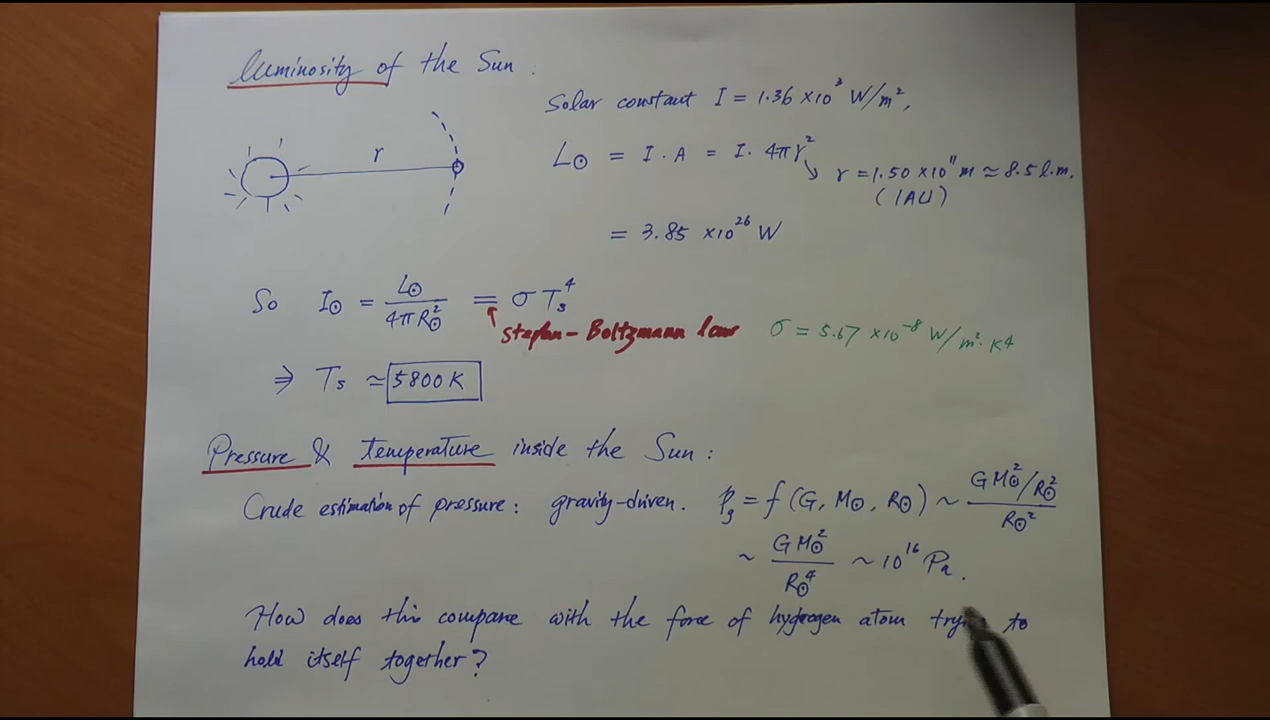 Luminosity of the Sun.
Solar constant I = 1.36 × 10³ W/m²,
r
L☉ = I · A = I · 4πr²
r = 1.50 × 10¹¹ m ≃ 8.5 l.m.
(1AU)
= 3.85 × 10²⁶ W
So I☉ = L☉ / 4πR☉² = σ Ts⁴
Stefan-Boltzmann law σ = 5.67 × 10⁻⁸ W/m²·K⁴
⇒ Ts ≃ 5800 K
Pressure & temperature inside the Sun:
Crude estimation of pressure: gravity-driven. Pg = f(G, M☉, R☉) ~ (GM☉²/R☉²) / R☉²
~ GM☉² / R☉⁴ ~ 10¹⁶ Pa.
How does this compare with the force of hydrogen atom to
hold itself together?